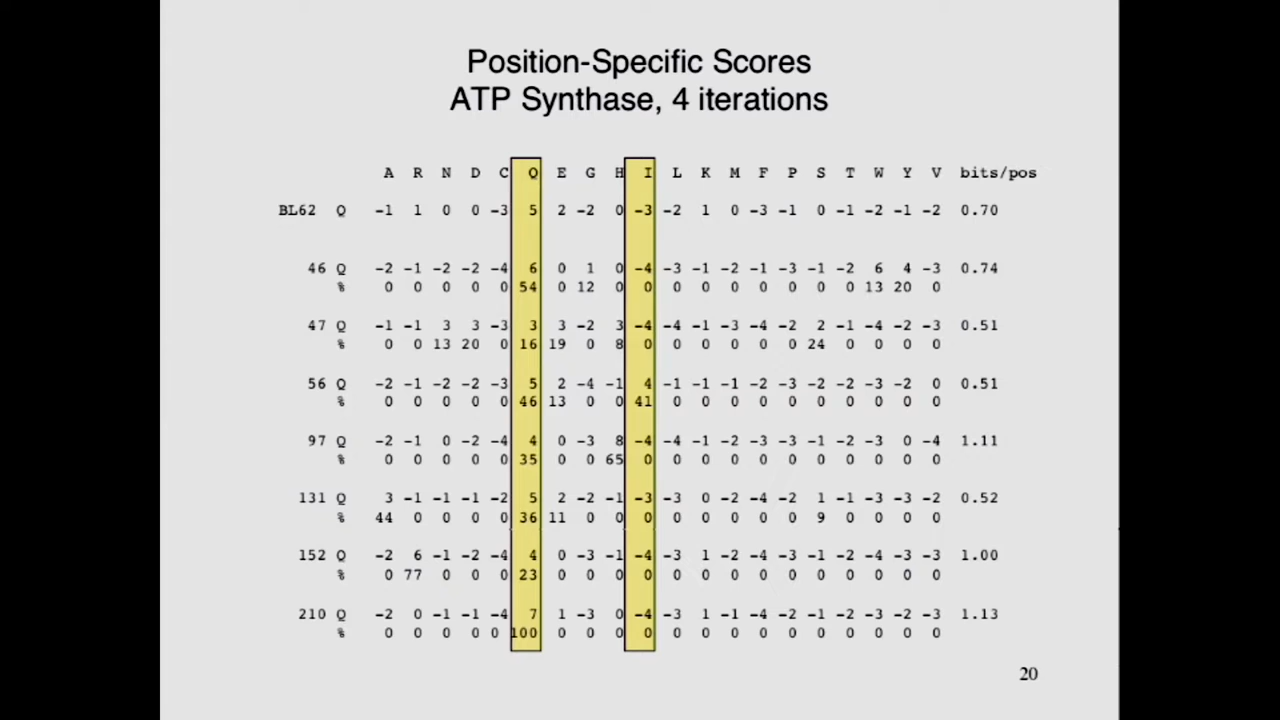 Position-Specific Scores
ATP Synthase, 4 iterations
A R N D C Q E G H I L K M F P S T W Y V bits/pos
BL62 Q -1 1 0 0 -3 5 2 -2 0 -3 -2 1 0 -3 -1 0 -1 -2 -1 -2 0.70
46 Q -2 -1 -2 -2 -4 6 0 1 0 -4 -3 -1 -2 -1 -3 -1 -2 6 4 -3 0.74
% 0 0 0 0 0 54 0 12 0 0 0 0 0 0 0 0 0 13 20 0
47 Q -1 -1 3 3 -3 3 3 -2 3 -4 -4 -1 -3 -4 -2 2 -1 -4 -2 -3 0.51
% 0 0 13 20 0 16 19 0 8 0 0 0 0 0 0 24 0 0 0 0
56 Q -2 -1 -2 -2 -3 5 2 -4 -1 4 -1 -1 -1 -2 -3 -2 -2 -3 -2 0 0.51
% 0 0 0 0 0 46 13 0 0 41 0 0 0 0 0 0 0 0 0 0
97 Q -2 -1 0 -2 -4 4 0 -3 8 -4 -4 -1 -2 -3 -3 -1 -2 -3 0 -4 1.11
% 0 0 0 0 0 35 0 0 65 0 0 0 0 0 0 0 0 0 0 0
131 Q 3 -1 -1 -1 -2 5 2 -2 -1 -3 -3 0 -2 -4 -2 1 -1 -3 -3 -2 0.52
% 44 0 0 0 0 36 11 0 0 0 0 0 0 0 0 9 0 0 0 0
152 Q -2 6 -1 -2 -4 4 0 -3 -1 -4 -3 1 -2 -4 -3 -1 -2 -4 -3 -3 1.00
% 0 77 0 0 0 23 0 0 0 0 0 0 0 0 0 0 0 0 0 0
210 Q -2 0 -1 -1 -4 7 1 -3 0 -4 -3 1 -1 -4 -2 -1 -2 -3 -2 -3 1.13
% 0 0 0 0 0 100 0 0 0 0 0 0 0 0 0 0 0 0 0 0
20